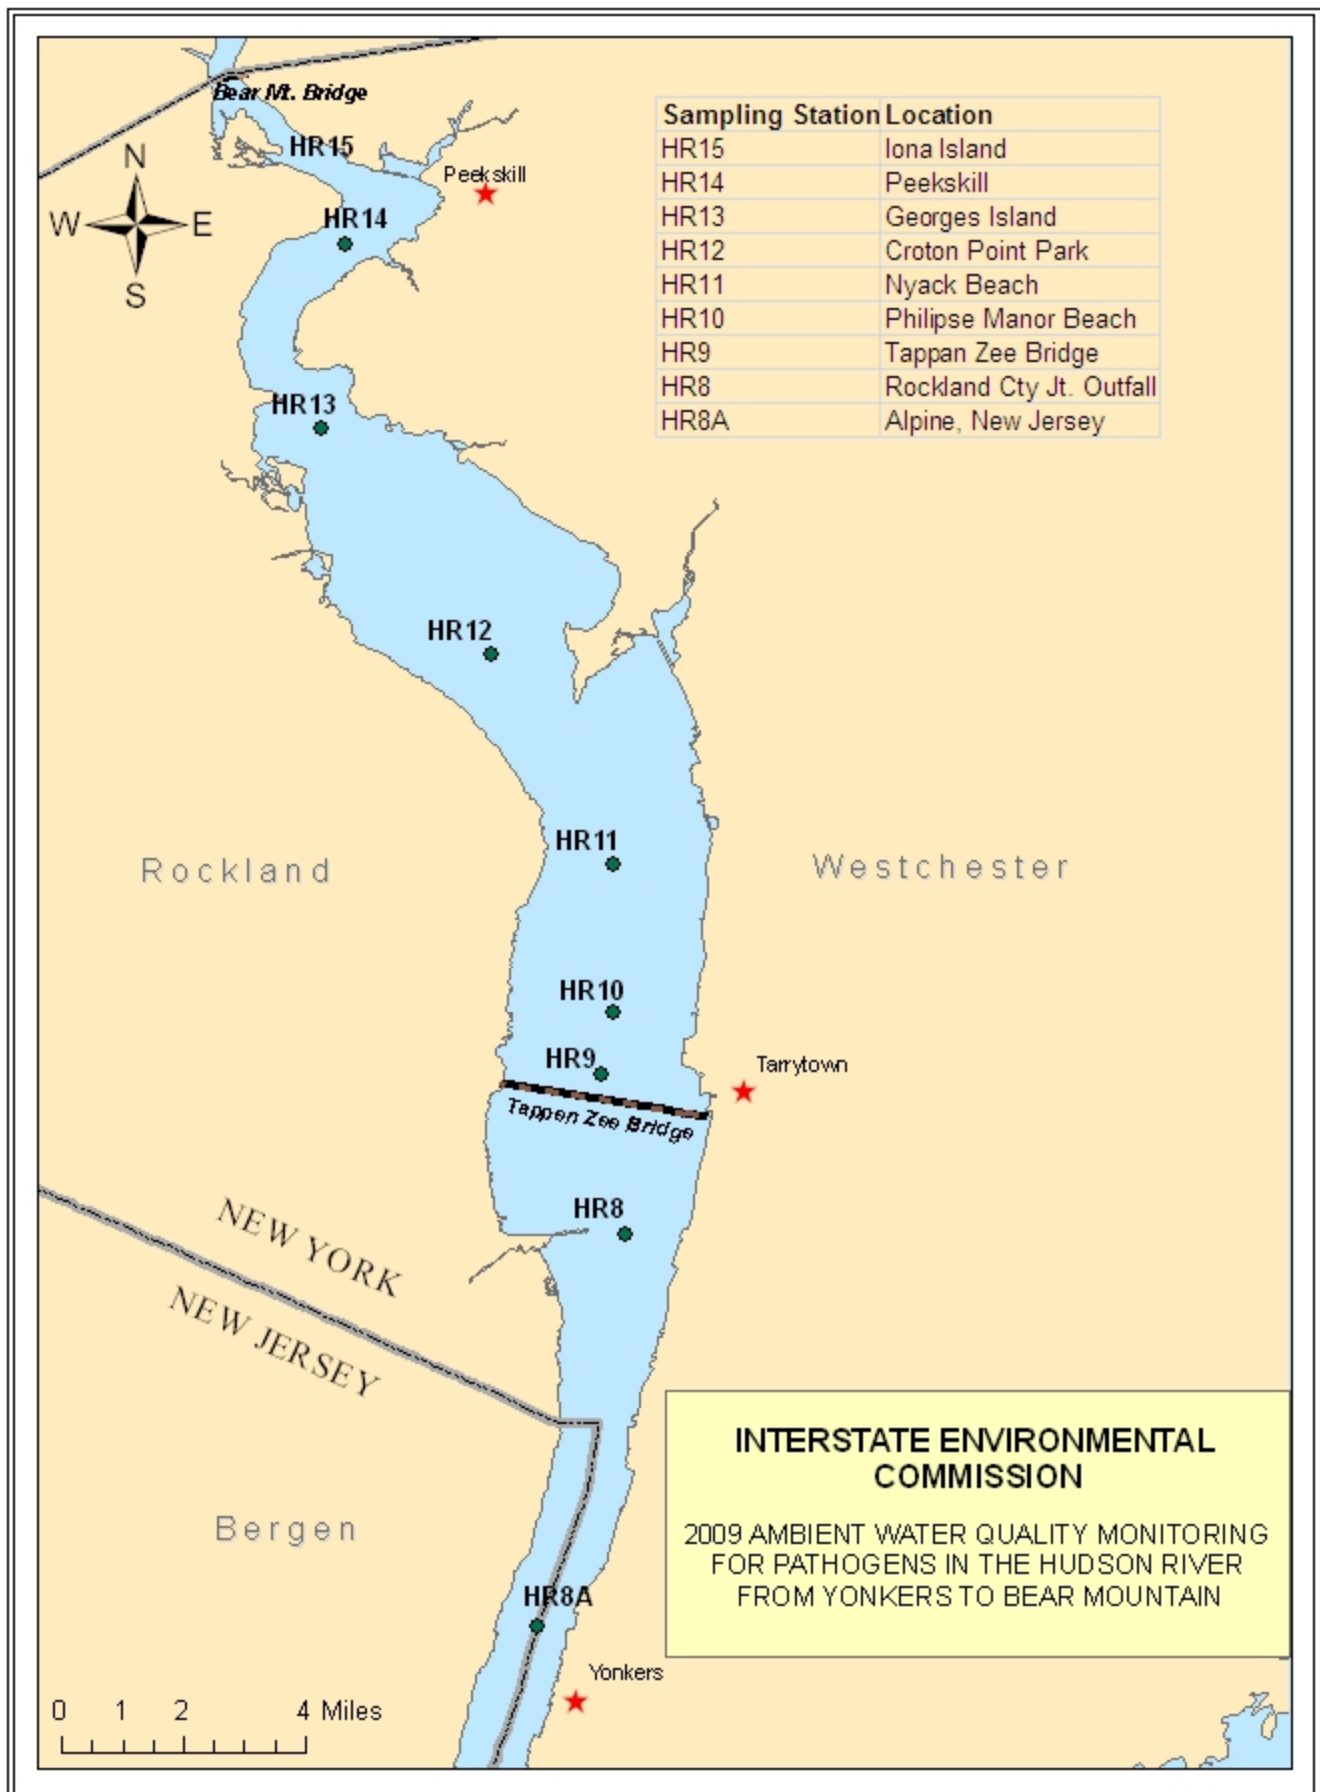 Bear Mt. Bridge
HR15
Peekskill
N
W E
S
HR14
Sampling Station Location
HR15 Iona Island
HR14 Peekskill
HR13 Georges Island
HR12 Croton Point Park
HR11 Nyack Beach
HR10 Philipse Manor Beach
HR9 Tappan Zee Bridge
HR8 Rockland Cty Jt. Outfall
HR8A Alpine, New Jersey
HR13
HR12
HR11
Rockland
Westchester
HR10
HR9
Tarrytown
Tappen Zee Bridge
HR8
NEW YORK
NEW JERSEY
Bergen
HR8A
Yonkers
INTERSTATE ENVIRONMENTAL
COMMISSION
2009 AMBIENT WATER QUALITY MONITORING
FOR PATHOGENS IN THE HUDSON RIVER
FROM YONKERS TO BEAR MOUNTAIN
0 1 2 4 Miles